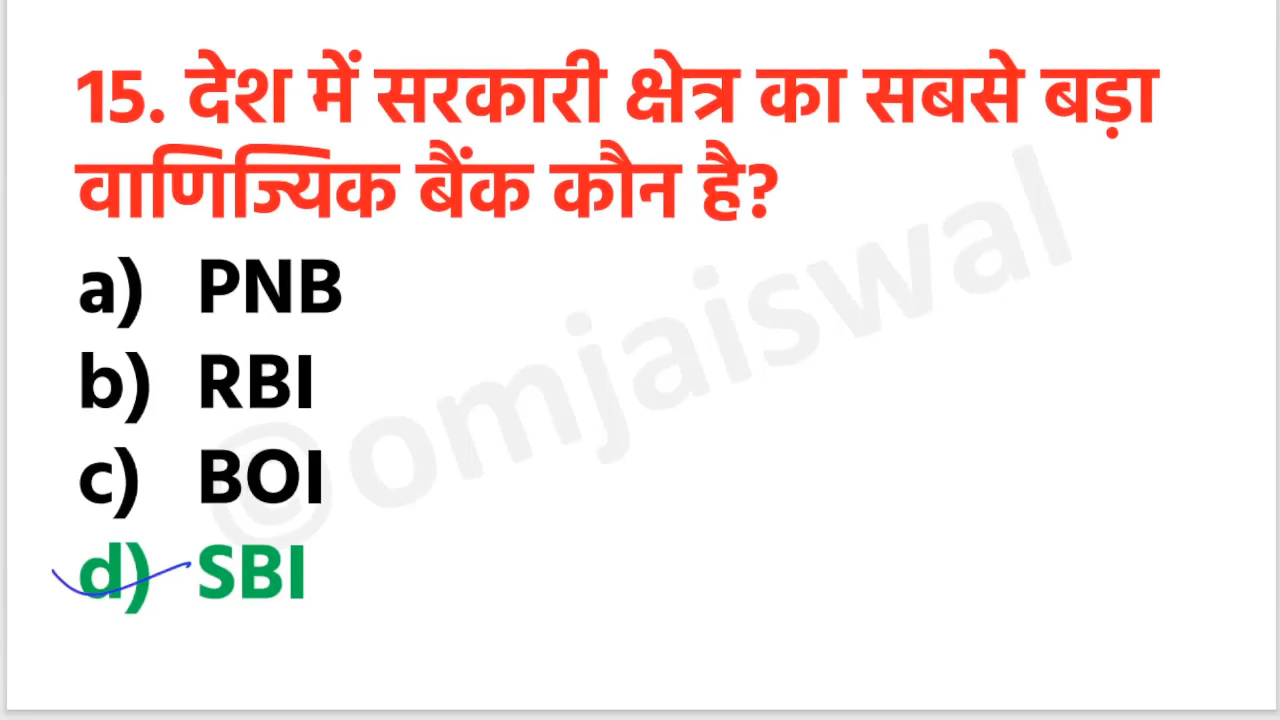 15. देश में सरकारी क्षेत्र का सबसे बड़ा
वाणिज्यिक बैंक कौन है?
a) PNB
b) RBI
c) BOI
d) SBI
©omjaiswal